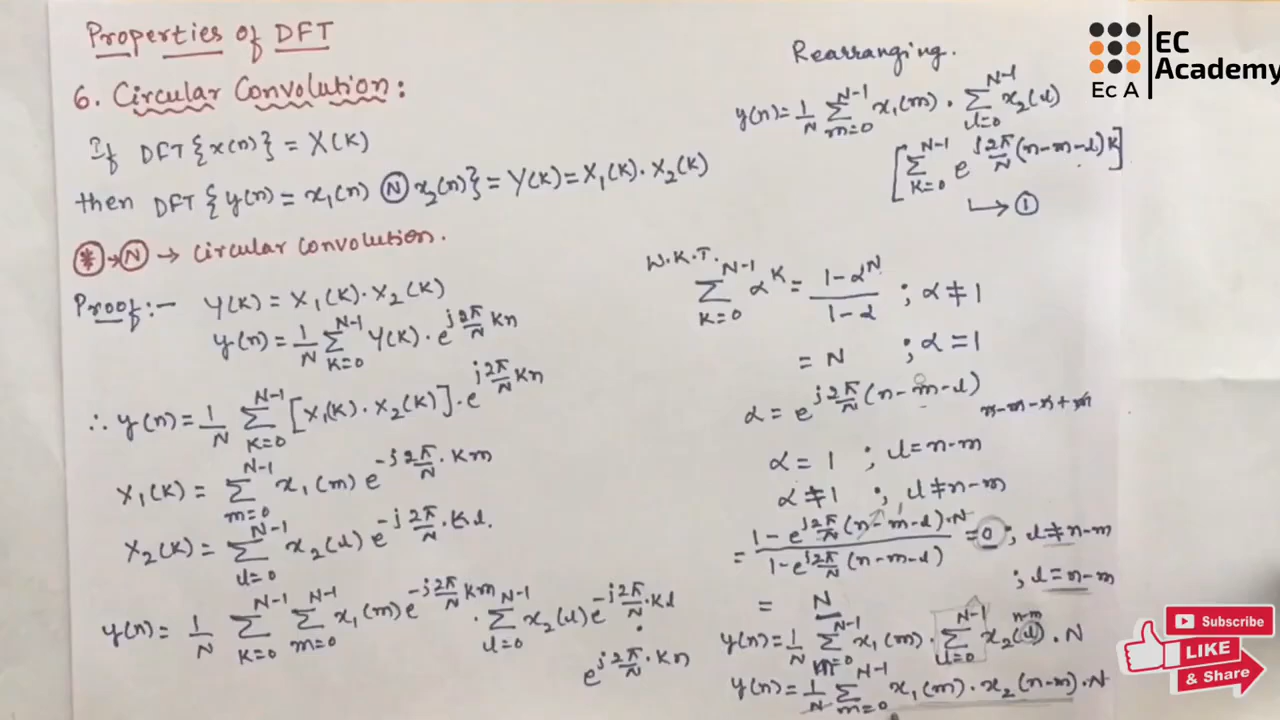 Properties of DFT
6. Circular Convolution:
If DFT{x(n)} = X(K)
then DFT{y(n) = x₁(n) Ⓝ x₂(n)} = Y(K) = X₁(K)·X₂(K)
⊛→Ⓝ → Circular convolution.
Proof:- Y(K) = X₁(K)·X₂(K)
y(n) = 1/N Σ_{K=0}^{N-1} Y(K)·e^{j2π/N Kn}
∴ y(n) = 1/N Σ_{K=0}^{N-1} [X₁(K)·X₂(K)]·e^{j2π/N Kn}
X₁(K) = Σ_{m=0}^{N-1} x₁(m) e^{-j2π/N·Km}
X₂(K) = Σ_{l=0}^{N-1} x₂(l) e^{-j2π/N·Kl}.
y(n) = 1/N Σ_{K=0}^{N-1} Σ_{m=0}^{N-1} x₁(m) e^{-j2π/N Km} · Σ_{l=0}^{N-1} x₂(l) e^{-j2π/N·Kl} ·
e^{j2π/N·Kn}
Rearranging.
y(n) = 1/N Σ_{m=0}^{N-1} x₁(m) · Σ_{l=0}^{N-1} x₂(l)
[Σ_{K=0}^{N-1} e^{j2π/N (n-m-l)K}]
↳ ①
W.K.T.
Σ_{K=0}^{N-1} α^K = (1-α^N)/(1-α) ; α ≠ 1
= N ; α = 1
α = e^{j2π/N (n-m-l)}
n-m-n+m
α = 1 ; l = n-m
α ≠ 1 ; l ≠ n-m
= (1 - e^{j2π/N (n-m-l)·N})/(1 - e^{j2π/N (n-m-l)}) = 0 ; l ≠ n-m
= N ; l = n-m
y(n) = 1/N Σ_{m=0}^{N-1} x₁(m) · Σ_{l=0}^{N-1} x₂(l) · N
n-m
y(n) = 1/N Σ_{m=0}^{N-1} x₁(m) · x₂(n-m) · N
EC
Academy
Ec A
Subscribe
LIKE
& Share